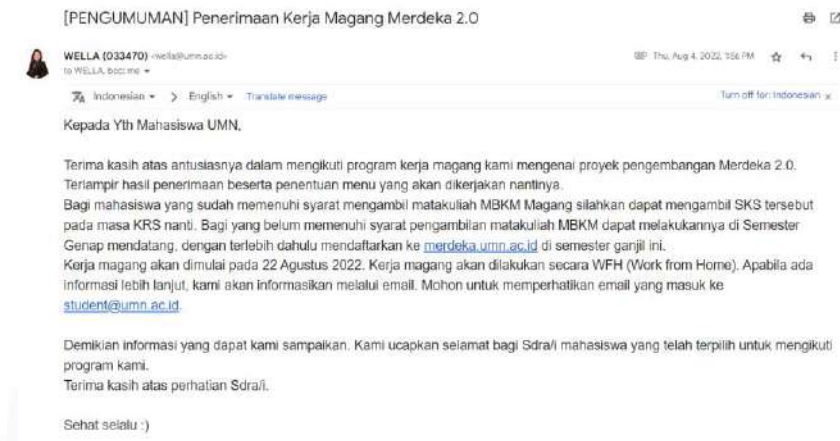 [PENGUMUMAN] Penerimaan Kerja Magang Merdeka 2.0
WELLA (033470) <wella@umn.ac.id>
to WELLA, bcc: me
Thu, Aug 4, 2022, 1:56 PM
Indonesian > English Translate message
Turn off for: Indonesian x
Kepada Yth Mahasiswa UMN,
Terima kasih atas antusiasnya dalam mengikuti program kerja magang kami mengenai proyek pengembangan Merdeka 2.0.
Terlampir hasil penerimaan beserta penentuan menu yang akan dikerjakan nantinya.
Bagi mahasiswa yang sudah memenuhi syarat mengambil matakuliah MBKM Magang silahkan dapat mengambil SKS tersebut
pada masa KRS nanti. Bagi yang belum memenuhi syarat pengambilan matakuliah MBKM dapat melakukannya di Semester
Genap mendatang, dengan terlebih dahulu mendaftarkan ke merdeka.umn.ac.id di semester ganjil ini.
Kerja magang akan dimulai pada 22 Agustus 2022. Kerja magang akan dilakukan secara WFH (Work from Home). Apabila ada
informasi lebih lanjut, kami akan informasikan melalui email. Mohon untuk memperhatikan email yang masuk ke
student@umn.ac.id.
Demikian informasi yang dapat kami sampaikan. Kami ucapkan selamat bagi Sdra/i mahasiswa yang telah terpilih untuk mengikuti
program kami.
Terima kasih atas perhatian Sdra/i.
Sehat selalu :)